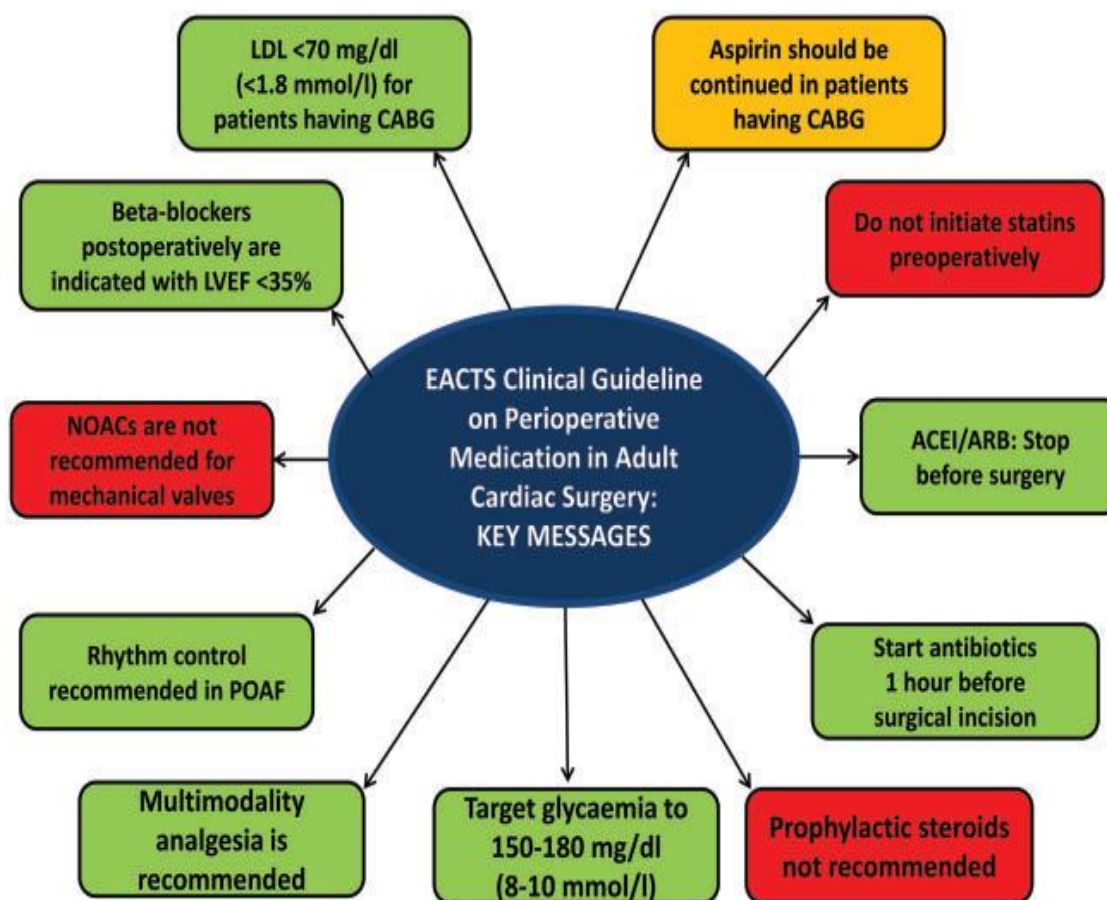 LDL <70 mg/dl
(<1.8 mmol/l) for
patients having CABG
Aspirin should be
continued in patients
having CABG
Beta-blockers
postoperatively are
indicated with LVEF <35%
Do not initiate statins
preoperatively
EACTS Clinical Guideline
on Perioperative
Medication in Adult
Cardiac Surgery:
KEY MESSAGES
NOACs are not
recommended for
mechanical valves
ACEI/ARB: Stop
before surgery
Rhythm control
recommended in POAF
Start antibiotics
1 hour before
surgical incision
Multimodality
analgesia is
recommended
Target glycaemia to
150-180 mg/dl
(8-10 mmol/l)
Prophylactic steroids
not recommended